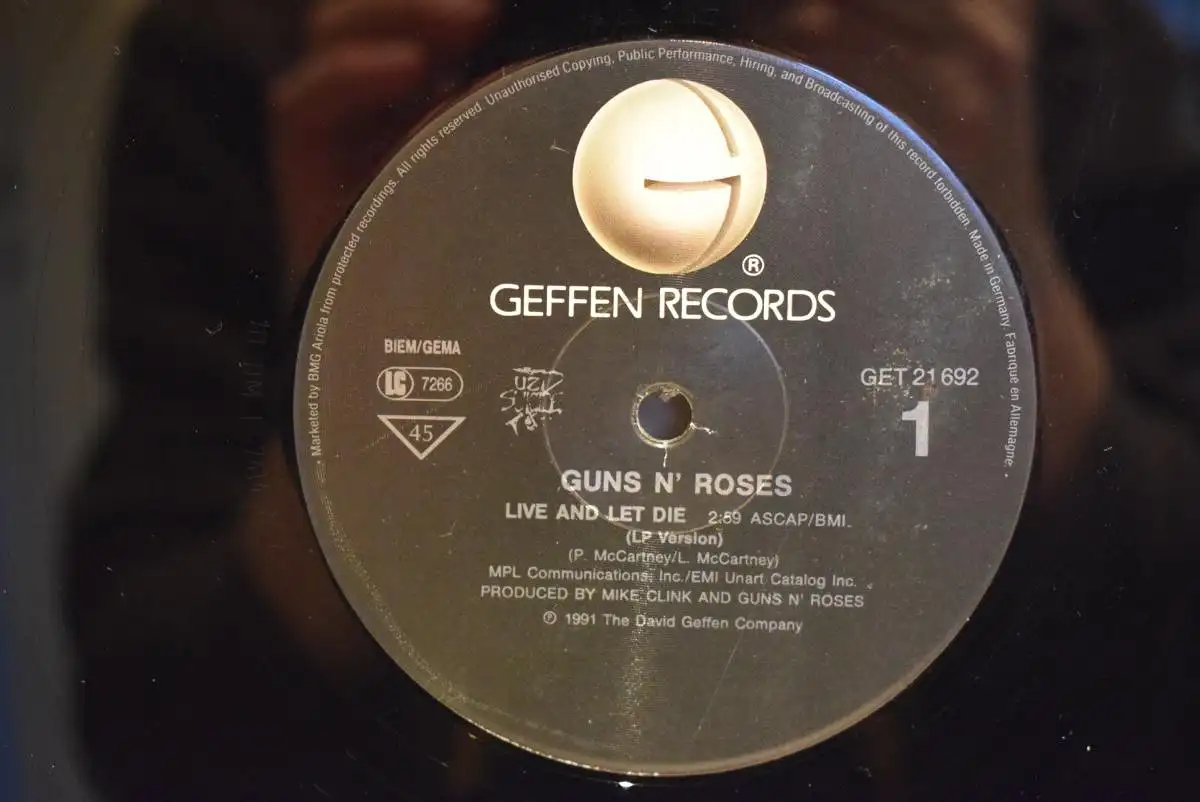 Marketed by BMG Ariola from protected recordings. All rights reserved. Unauthorised Copying, Public Performance, Hiring, and Broadcasting of this record forbidden. Made in Germany. Fabriqué en Allemagne.
®
GEFFEN RECORDS
BIEM/GEMA
LC 7266
45
GET 21 692
1
GUNS N' ROSES
LIVE AND LET DIE 2:59 ASCAP/BMI.
(LP Version)
(P. McCartney/L. McCartney)
MPL Communications, Inc./EMI Unart Catalog Inc.
PRODUCED BY MIKE CLINK AND GUNS N' ROSES
℗ 1991 The David Geffen Company